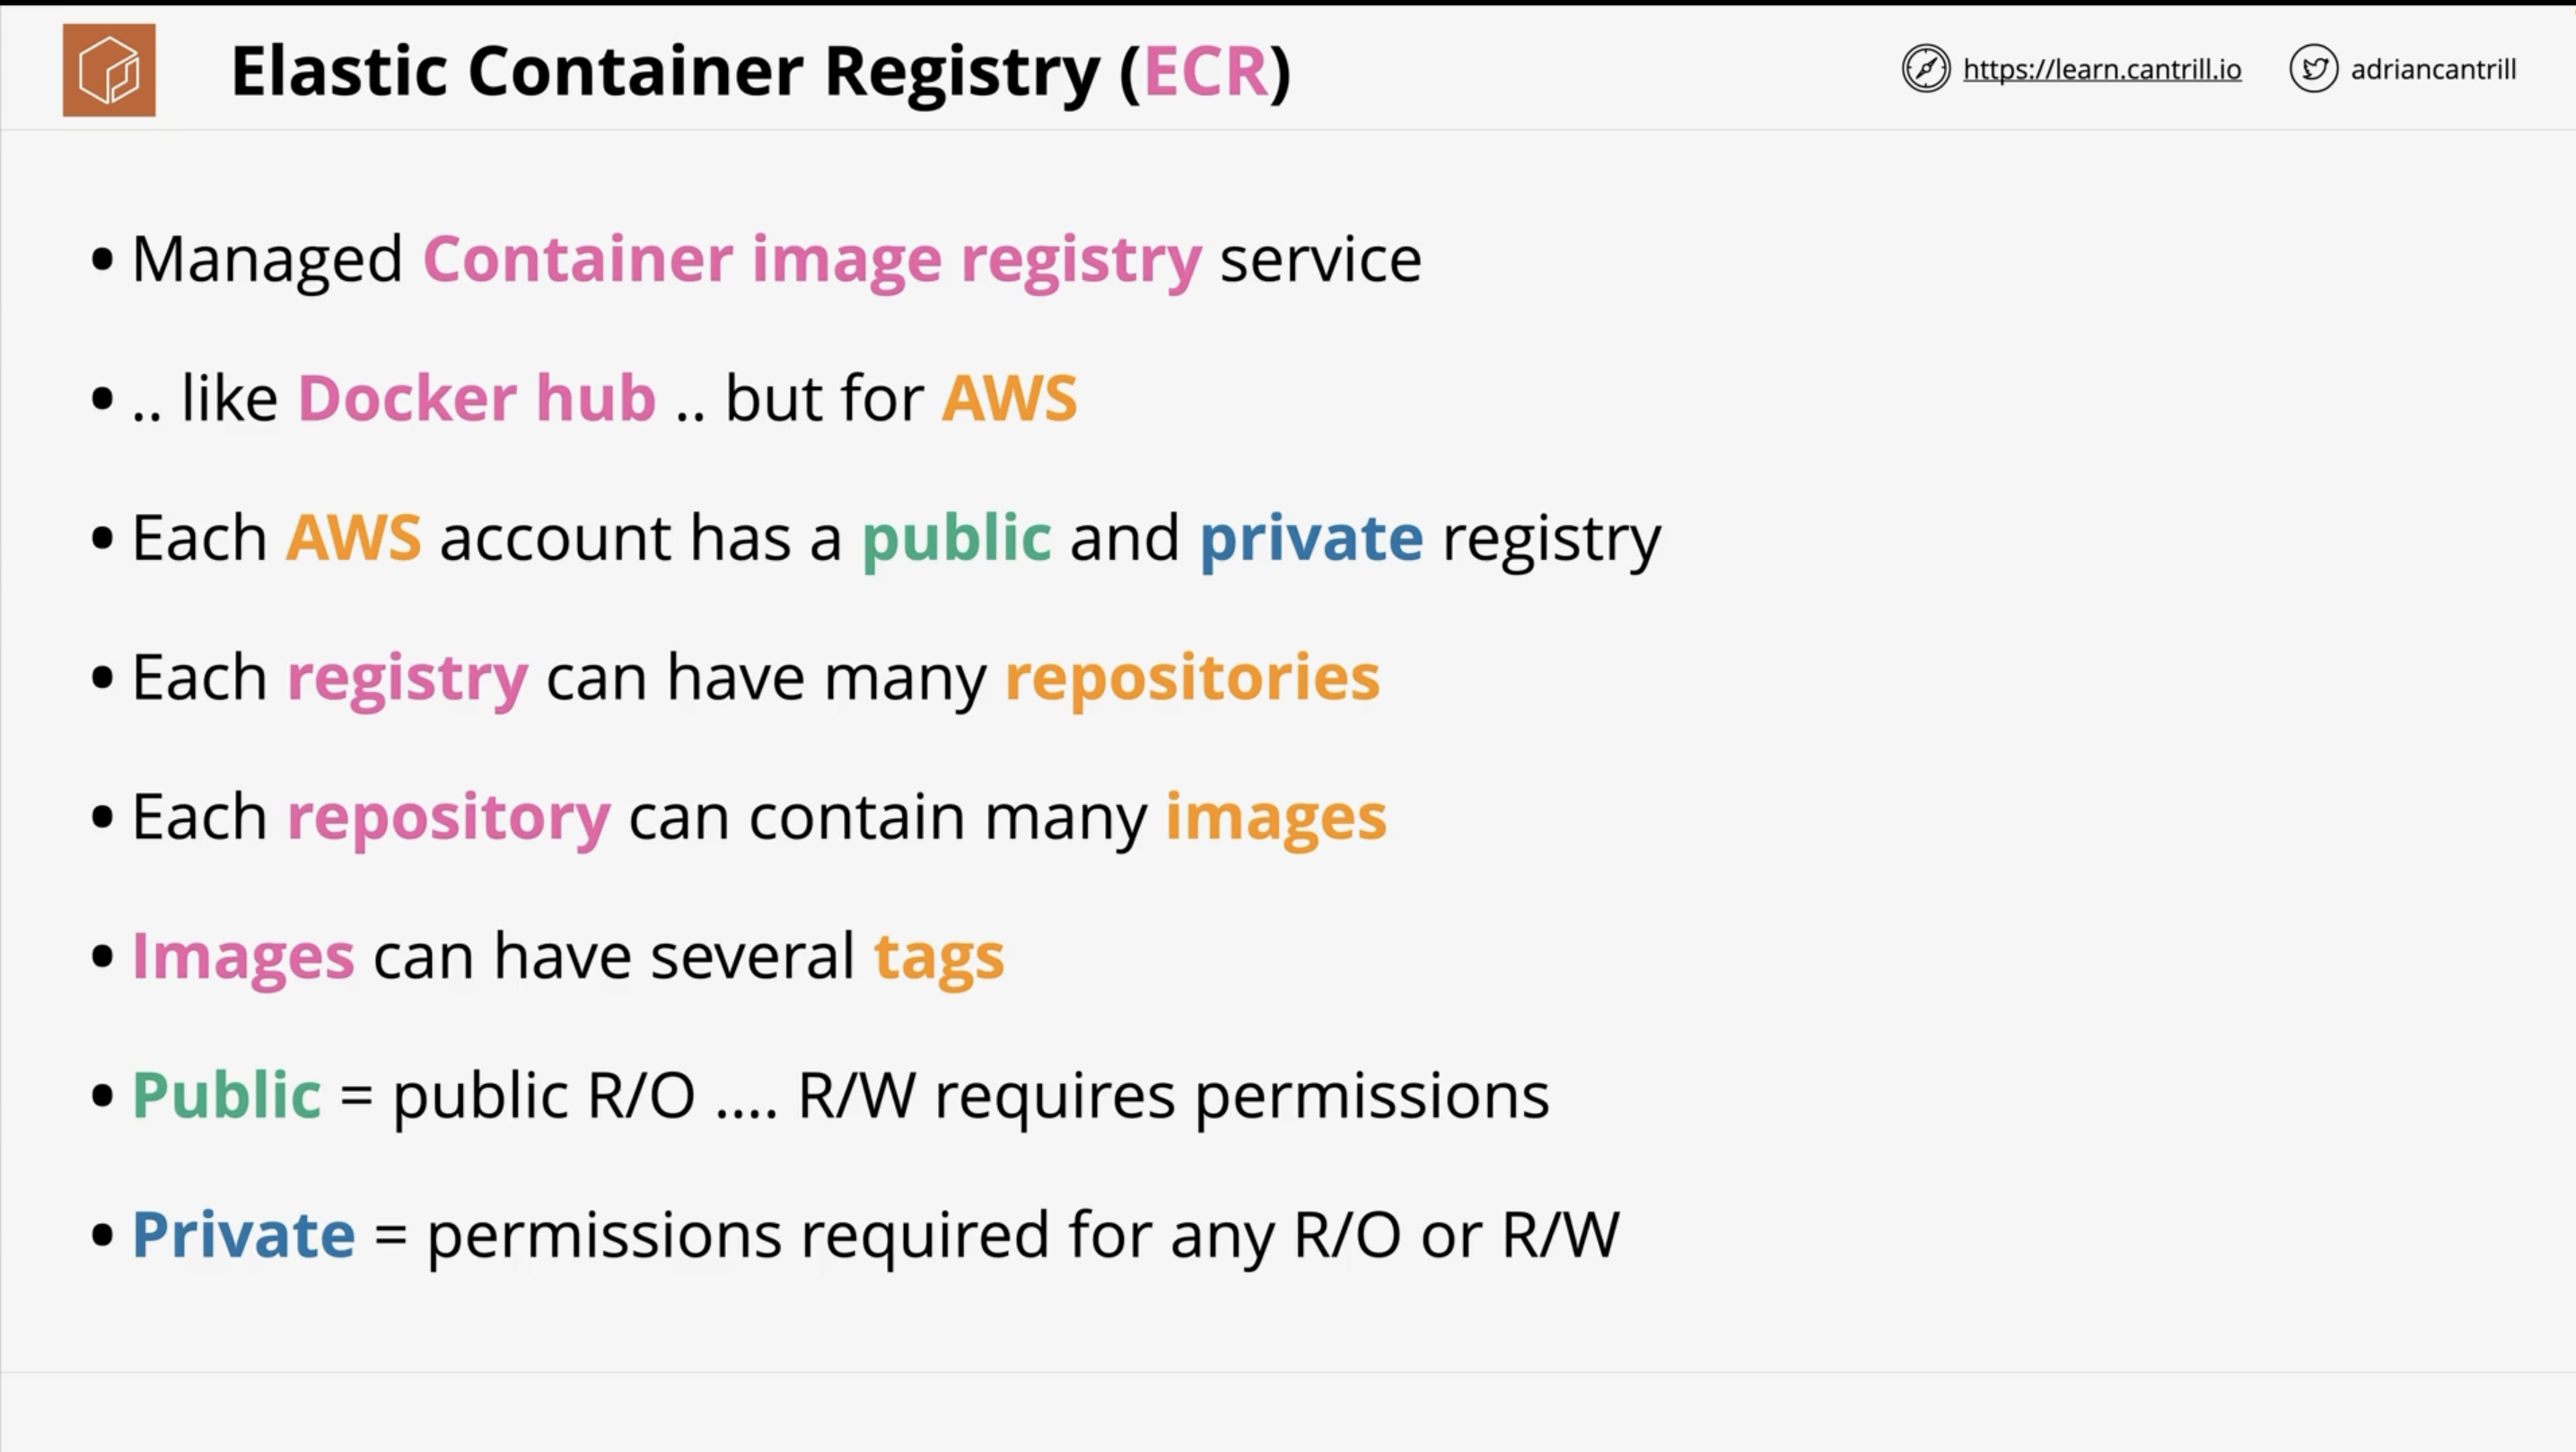 Elastic Container Registry (ECR)
https://learn.cantrill.io
adriancantrill
• Managed Container image registry service
• .. like Docker hub .. but for AWS
• Each AWS account has a public and private registry
• Each registry can have many repositories
• Each repository can contain many images
• Images can have several tags
• Public = public R/O .... R/W requires permissions
• Private = permissions required for any R/O or R/W